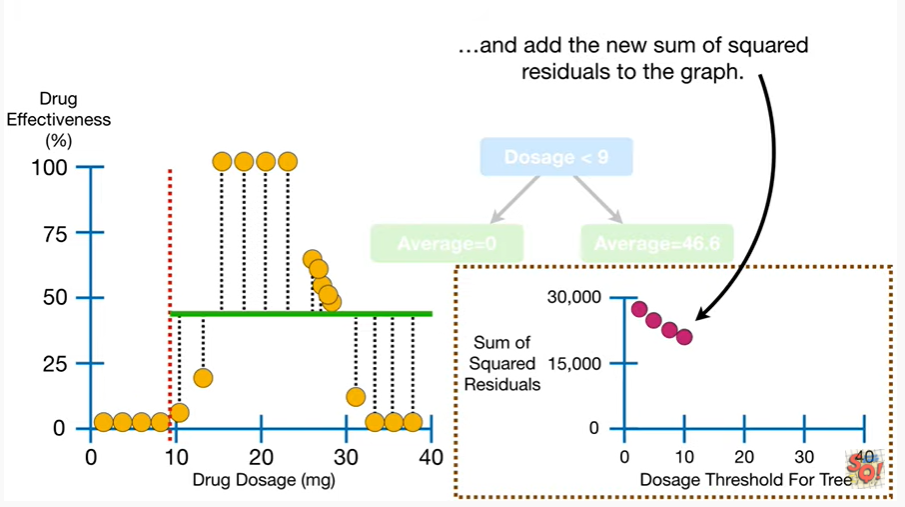 …and add the new sum of squared
residuals to the graph.
Drug
Effectiveness
(%)
100
75
50
25
0
0 10 20 30 40
Drug Dosage (mg)
Dosage < 9
Average=0 Average=46.6
30,000
15,000
0
Sum of
Squared
Residuals
0 10 20 30 40
Dosage Threshold For Tree
SQ!